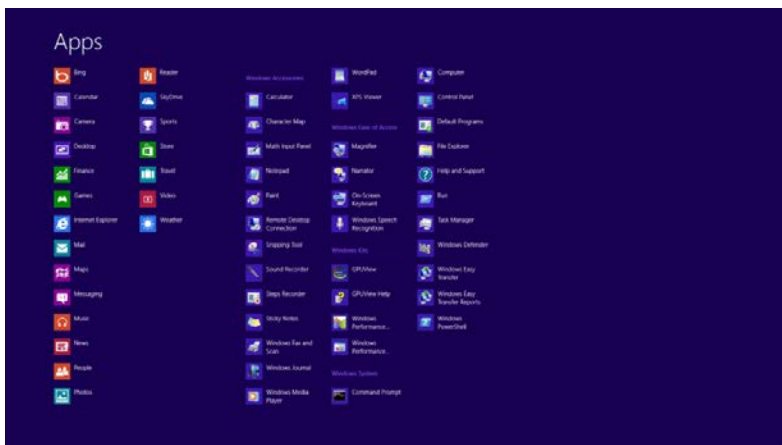 Apps
Bing
Calendar
Camera
Desktop
Finance
Games
Internet Explorer
Mail
Maps
Messaging
Music
News
People
Photos
Reader
SkyDrive
Sports
Store
Travel
Video
Weather
Windows Accessories
Calculator
Character Map
Math Input Panel
Notepad
Paint
Remote Desktop
Connection
Snipping Tool
Sound Recorder
Steps Recorder
Sticky Notes
Windows Fax and
Scan
Windows Journal
Windows Media
Player
WordPad
XPS Viewer
Windows Ease of Access
Magnifier
Narrator
On-Screen
Keyboard
Windows Speech
Recognition
Windows Kits
GPUView
GPUView Help
Windows
Performance...
Windows
Performance...
Windows System
Command Prompt
Computer
Control Panel
Default Programs
File Explorer
Help and Support
Run
Task Manager
Windows Defender
Windows Easy
Transfer
Windows Easy
Transfer Reports
Windows
PowerShell